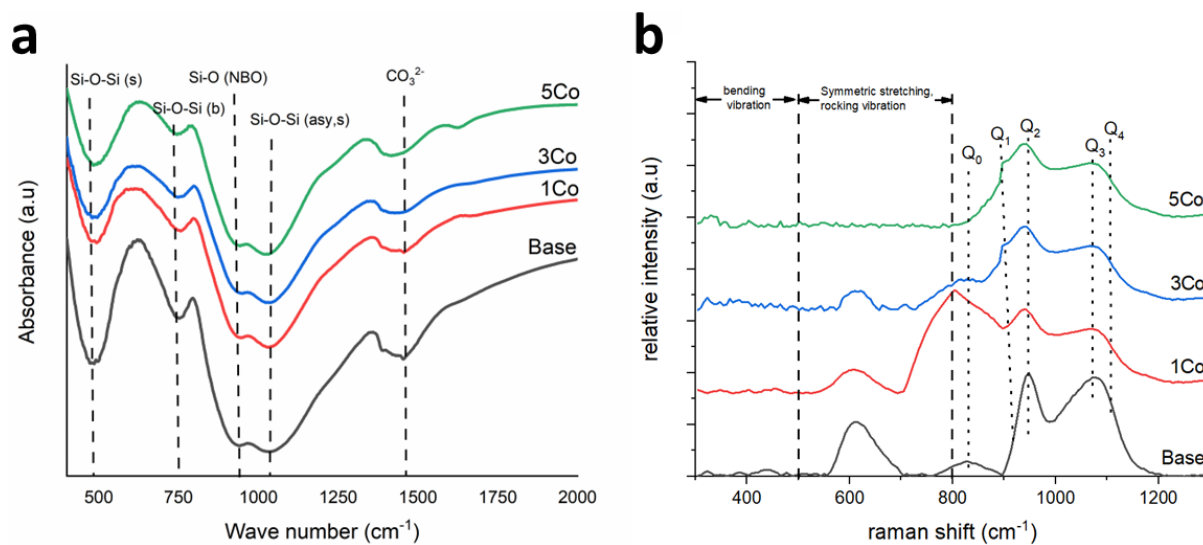 a
Si-O-Si (s)
Si-O-Si (b)
Si-O (NBO)
Si-O-Si (asy,s)
CO₃²⁻
5Co
3Co
1Co
Base
Absorbance (a.u)
500
750
1000
1250
1500
1750
2000
Wave number (cm⁻¹)
b
bending
vibration
Symmetric stretching,
rocking vibration
Q₀
Q₁
Q₂
Q₃
Q₄
5Co
3Co
1Co
Base
relative intensity (a.u)
400
600
800
1000
1200
raman shift (cm⁻¹)